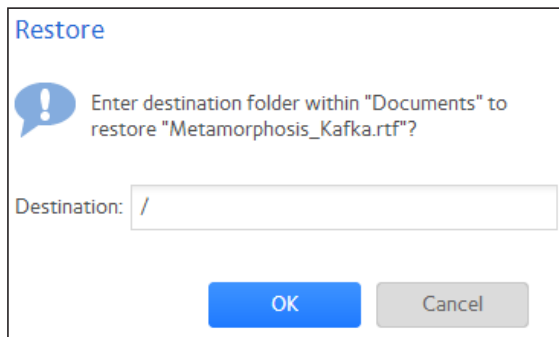 Restore
Enter destination folder within "Documents" to
restore "Metamorphosis_Kafka.rtf"?
Destination: /
OK Cancel